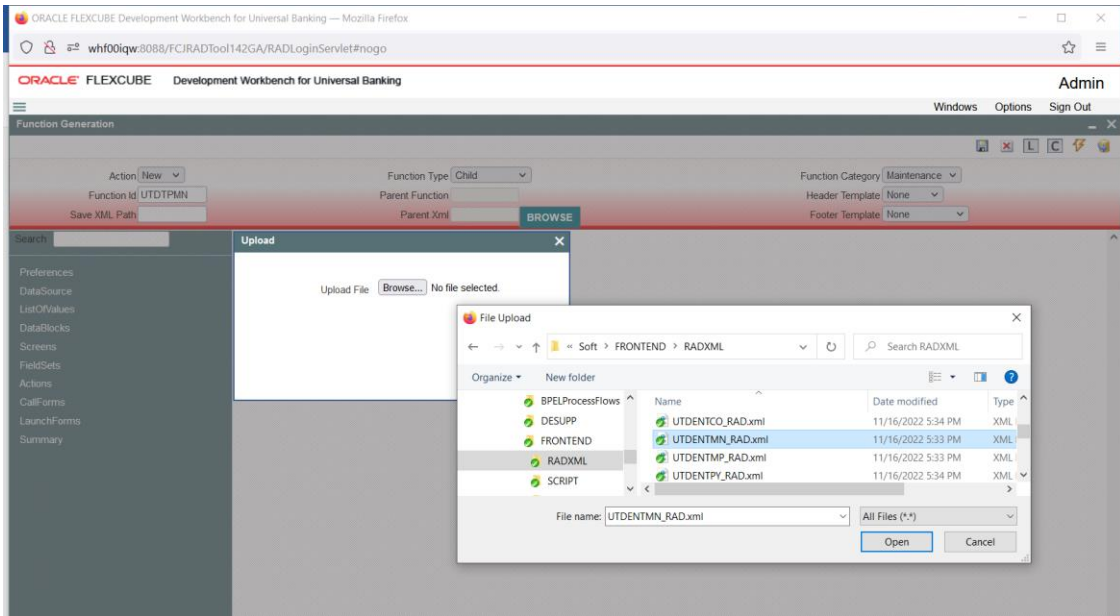 ORACLE FLEXCUBE Development Workbench for Universal Banking — Mozilla Firefox
whf00iqw:8088/FCJRADTool142GA/RADLoginServlet#nogo
ORACLE FLEXCUBE Development Workbench for Universal Banking Admin
Windows Options Sign Out
Function Generation
L C
Action New Function Type Child Function Category Maintenance
Function Id UTDTPMN Parent Function Header Template None
Save XML Path Parent Xml BROWSE Footer Template None
Search
Preferences
DataSource
ListOfValues
DataBlocks
Screens
FieldSets
Actions
CallForms
LaunchForms
Summary
Upload
Upload File Browse... No file selected.
File Upload
« Soft > FRONTEND > RADXML Search RADXML
Organize New folder
BPELProcessFlows
DESUPP
FRONTEND
RADXML
SCRIPT
Name Date modified Type
UTDENTCO_RAD.xml 11/16/2022 5:34 PM XML
UTDENTMN_RAD.xml 11/16/2022 5:33 PM XML
UTDENTMP_RAD.xml 11/16/2022 5:33 PM XML
UTDENTPY_RAD.xml 11/16/2022 5:34 PM XML
File name: UTDENTMN_RAD.xml All Files (*.*)
Open Cancel